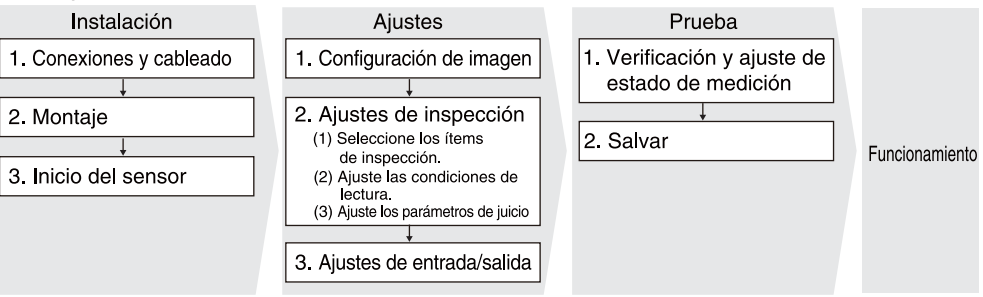 Instalación
1. Conexiones y cableado
2. Montaje
3. Inicio del sensor
Ajustes
1. Configuración de imagen
2. Ajustes de inspección
(1) Seleccione los ítems
de inspección.
(2) Ajuste las condiciones de
lectura.
(3) Ajuste los parámetros de juicio
3. Ajustes de entrada/salida
Prueba
1. Verificación y ajuste de
estado de medición
2. Salvar
Funcionamiento